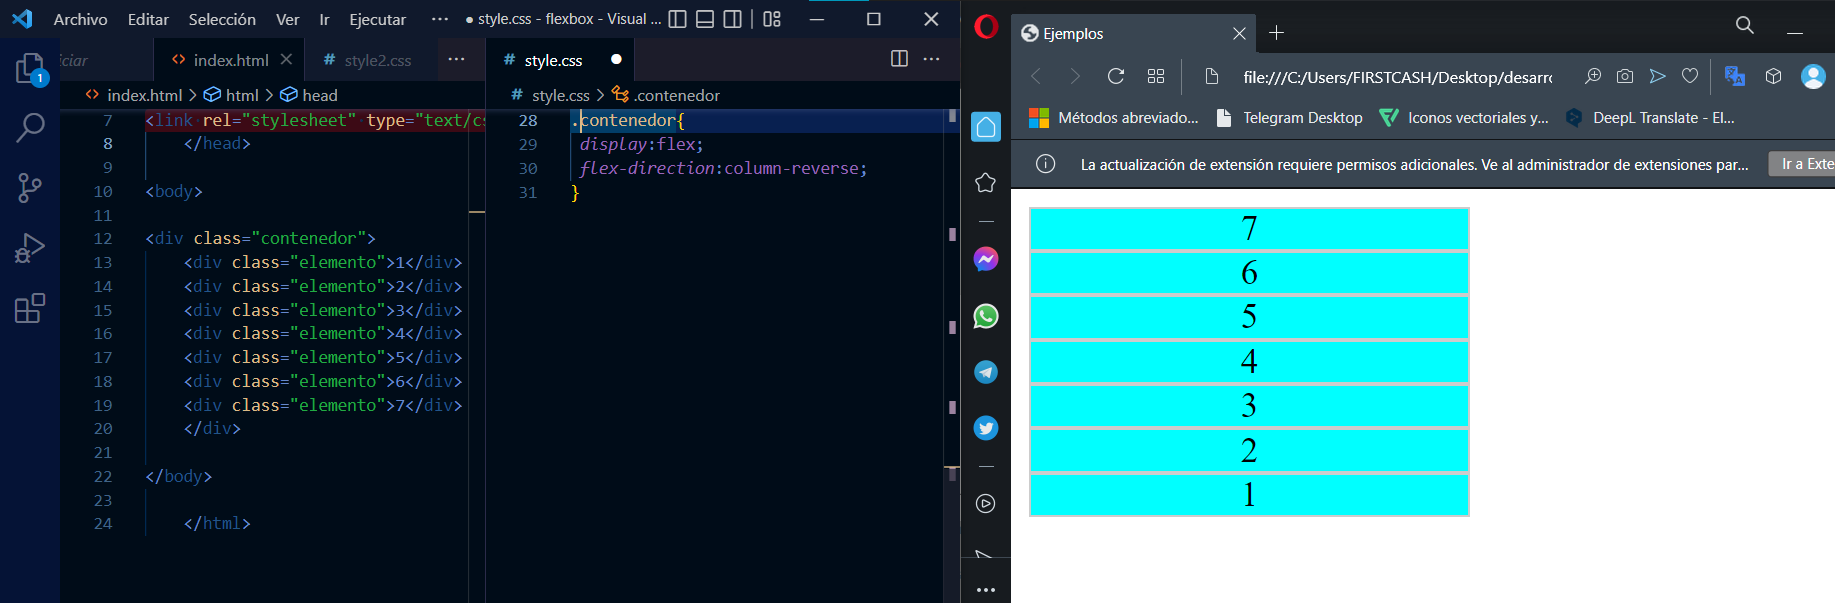 Archivo Editar Selección Ver Ir Ejecutar ··· ● style.css - flexbox - Visual ...
ciar <> index.html # style2.css ···
<> index.html > html > head
1
7 <link rel="stylesheet" type="text/cs
8 </head>
9
10 <body>
11
12 <div class="contenedor">
13 <div class="elemento">1</div>
14 <div class="elemento">2</div>
15 <div class="elemento">3</div>
16 <div class="elemento">4</div>
17 <div class="elemento">5</div>
18 <div class="elemento">6</div>
19 <div class="elemento">7</div>
20 </div>
21
22 </body>
23
24 </html>
# style.css ● ···
# style.css > .contenedor
28 .contenedor{
29 display:flex;
30 flex-direction:column-reverse;
31 }
Ejemplos
file:///C:/Users/FIRSTCASH/Desktop/desarro
Métodos abreviado... Telegram Desktop Iconos vectoriales y... DeepL Translate - El...
La actualización de extensión requiere permisos adicionales. Ve al administrador de extensiones par... Ir a Exte
7
6
5
4
3
2
1